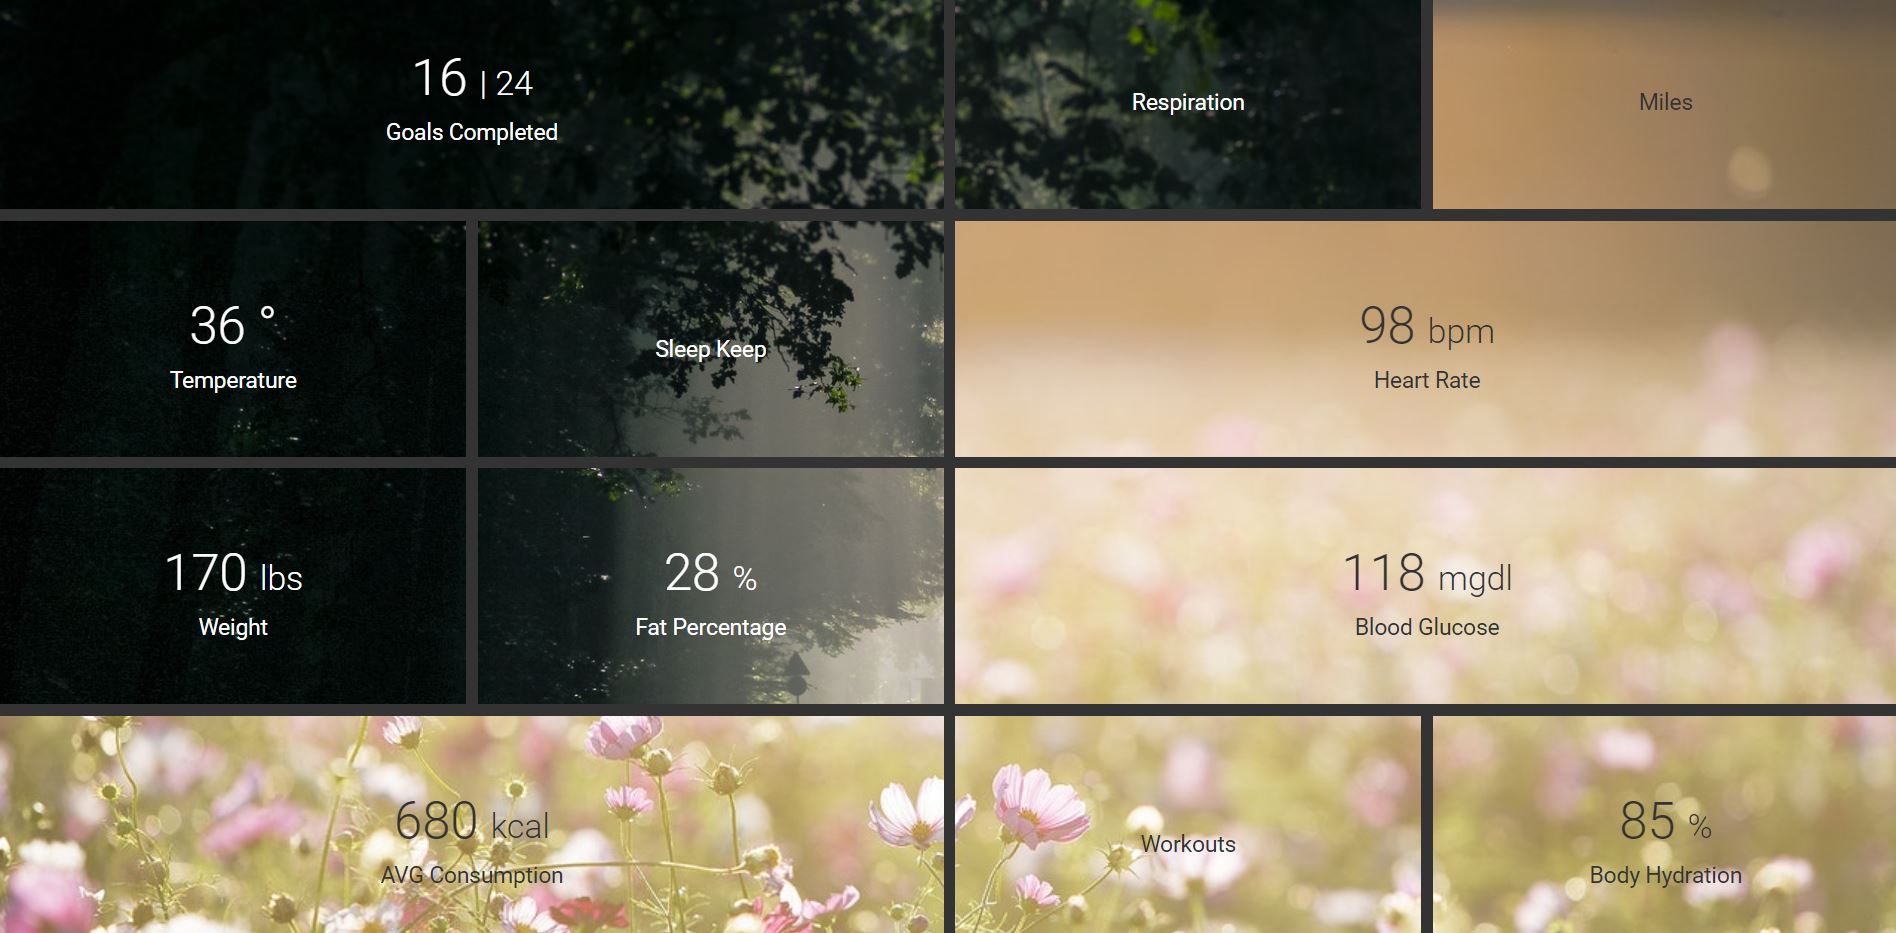 16 | 24
Goals Completed
Respiration
Miles
36 °
Temperature
Sleep Keep
98 bpm
Heart Rate
170 lbs
Weight
28 %
Fat Percentage
118 mgdl
Blood Glucose
680 kcal
AVG Consumption
Workouts
85 %
Body Hydration